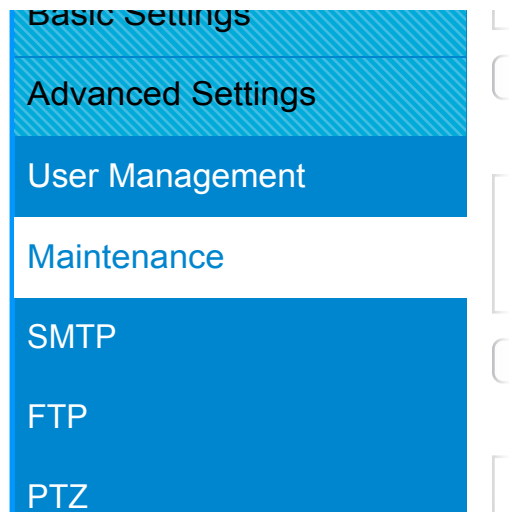 Basic Settings
Advanced Settings
User Management
Maintenance
SMTP
FTP
PTZ